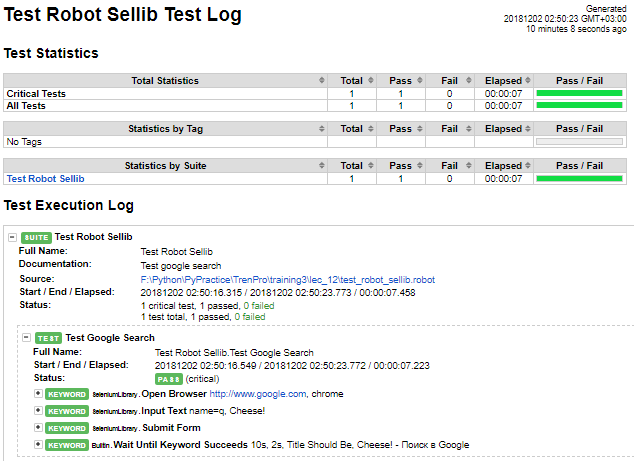 Test Robot Sellib Test Log
Generated
20181202 02:50:23 GMT+03:00
10 minutes 8 seconds ago
Test Statistics
Total Statistics Total Pass Fail Elapsed Pass / Fail
Critical Tests 1 1 0 00:00:07
All Tests 1 1 0 00:00:07
Statistics by Tag Total Pass Fail Elapsed Pass / Fail
No Tags
Statistics by Suite Total Pass Fail Elapsed Pass / Fail
Test Robot Sellib 1 1 0 00:00:07
Test Execution Log
SUITE Test Robot Sellib
Full Name: Test Robot Sellib
Documentation: Test google search
Source: F:\Python\PyPractice\TrenPro\training3\lec_12\test_robot_sellib.robot
Start / End / Elapsed: 20181202 02:50:16.315 / 20181202 02:50:23.773 / 00:00:07.458
Status: 1 critical test, 1 passed, 0 failed
1 test total, 1 passed, 0 failed
TEST Test Google Search
Full Name: Test Robot Sellib.Test Google Search
Start / End / Elapsed: 20181202 02:50:16.549 / 20181202 02:50:23.772 / 00:00:07.223
Status: PASS (critical)
KEYWORD SeleniumLibrary. Open Browser http://www.google.com, chrome
KEYWORD SeleniumLibrary. Input Text name=q, Cheese!
KEYWORD SeleniumLibrary. Submit Form
KEYWORD BuiltIn. Wait Until Keyword Succeeds 10s, 2s, Title Should Be, Cheese! - Поиск в Google